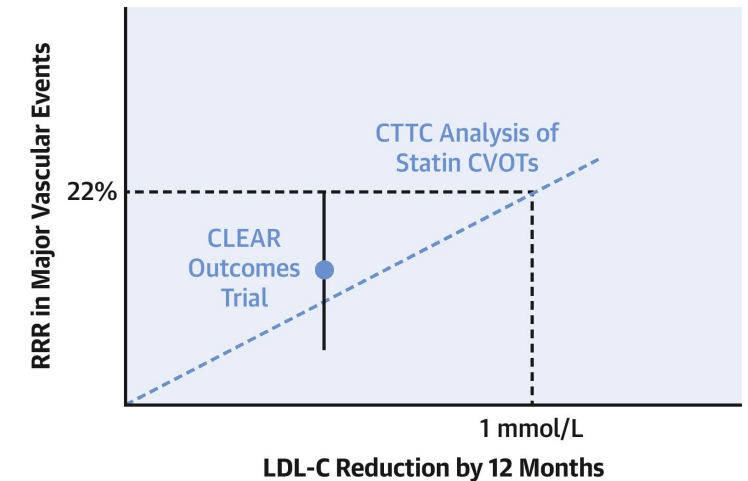 RRR in Major Vascular Events
CTTC Analysis of
Statin CVOTs
22%
CLEAR
Outcomes
Trial
1 mmol/L
LDL-C Reduction by 12 Months